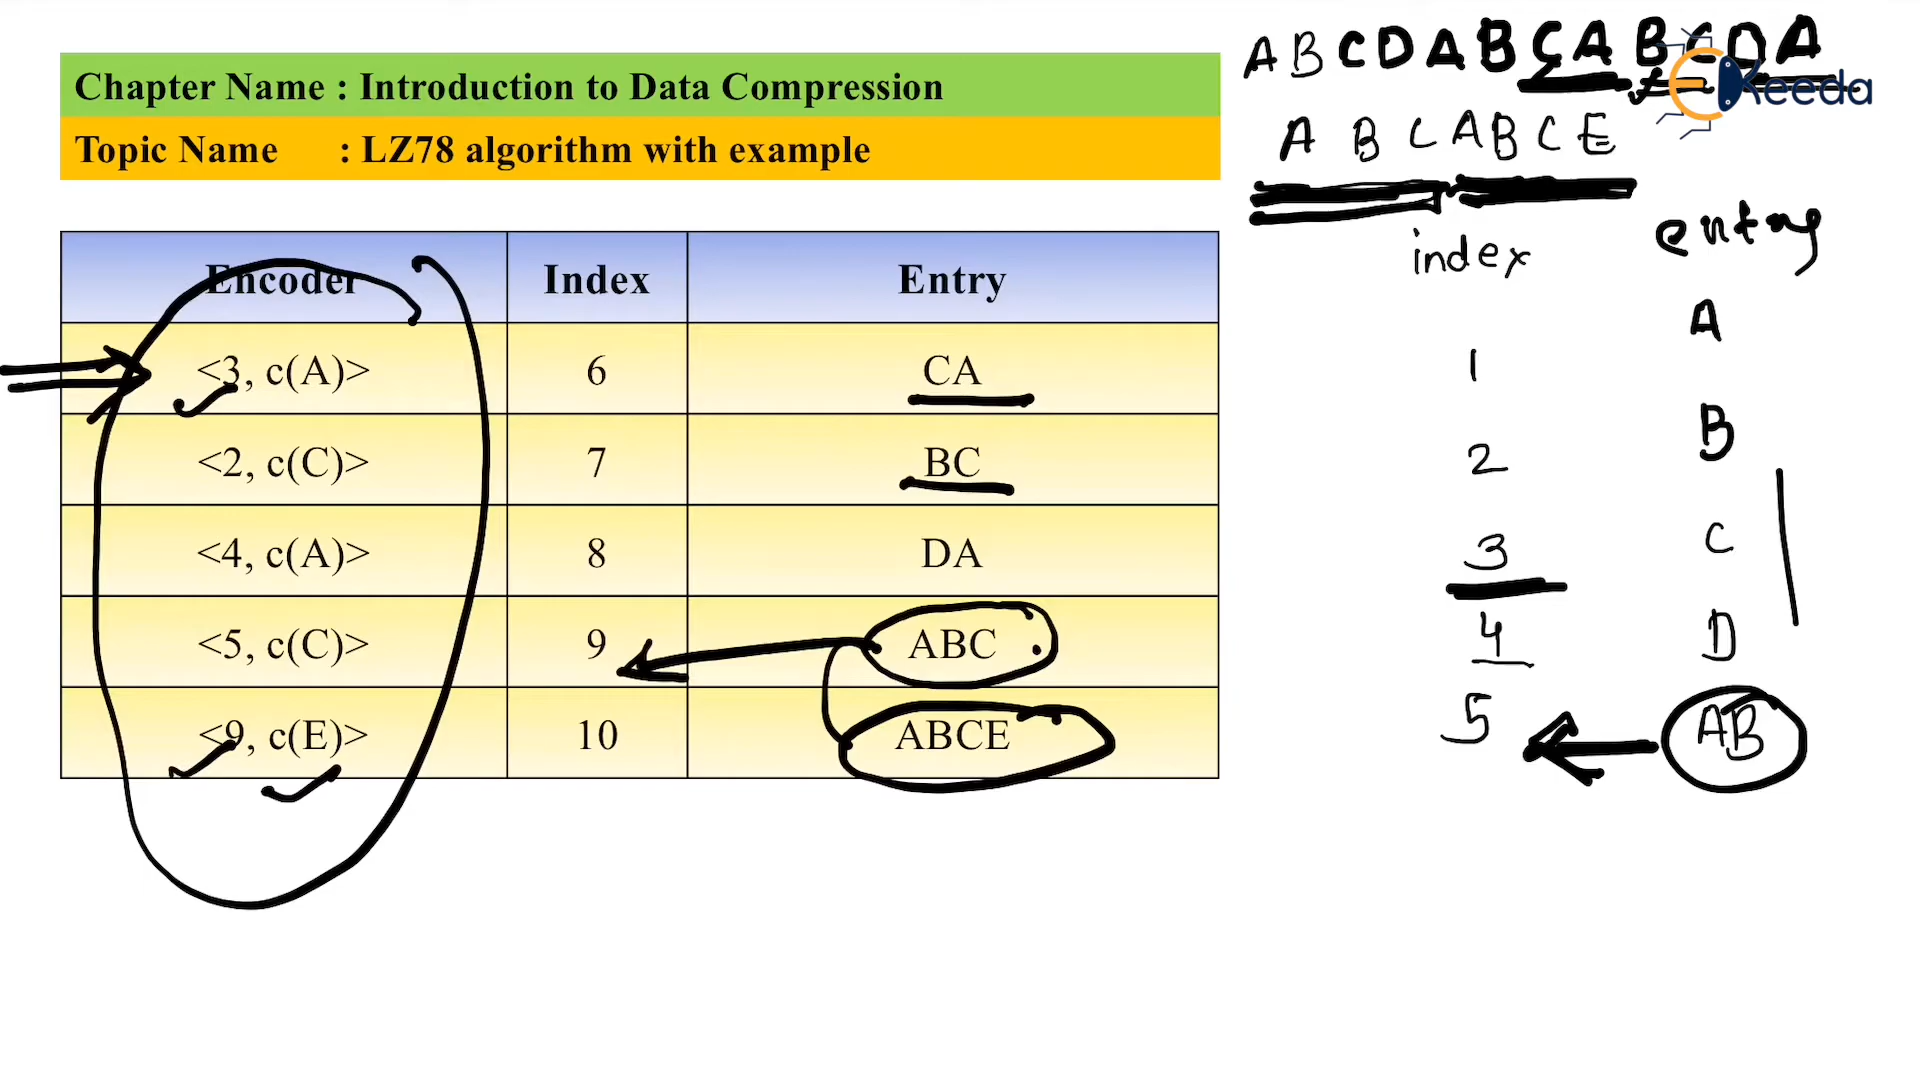 A B C D A B C A B C D A
Keeda
Chapter Name : Introduction to Data Compression
Topic Name : LZ78 algorithm with example
A B C A B C E
index entry
Encoder Index Entry
<3, c(A)> 6 CA
<2, c(C)> 7 BC
<4, c(A)> 8 DA
<5, c(C)> 9 ABC
<9, c(E)> 10 ABCE
1 A
2 B
3 C
4 D
5 AB